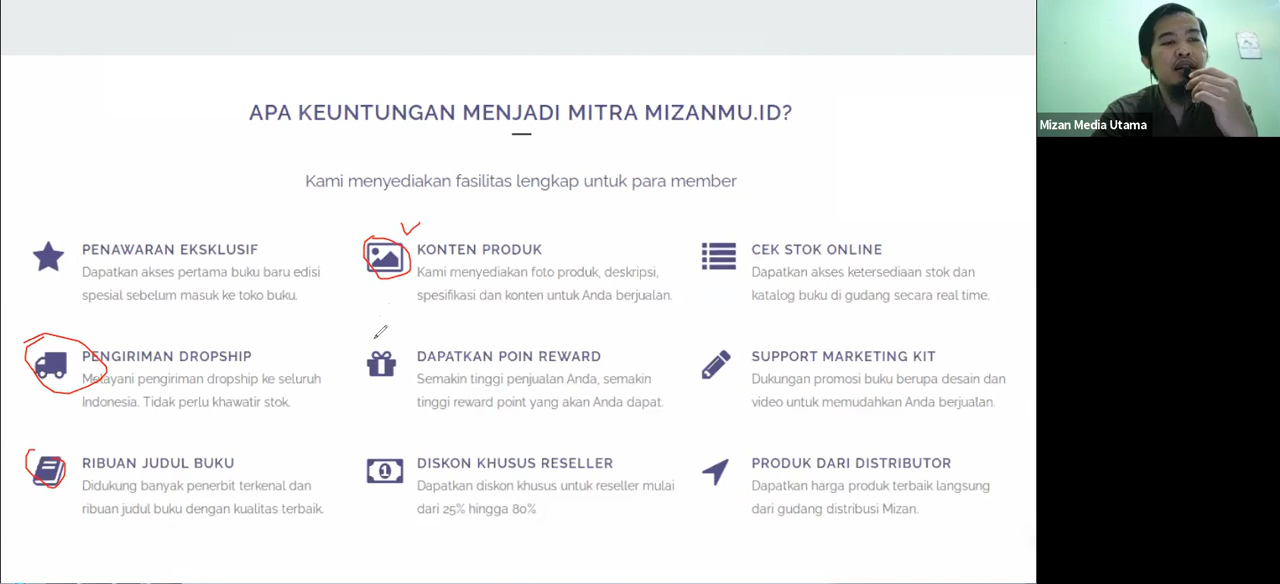 APA KEUNTUNGAN MENJADI MITRA MIZANMU.ID?
Kami menyediakan fasilitas lengkap untuk para member
PENAWARAN EKSKLUSIF
Dapatkan akses pertama buku baru edisi
spesial sebelum masuk ke toko buku.
KONTEN PRODUK
Kami menyediakan foto produk, deskripsi,
spesifikasi dan konten untuk Anda berjualan.
CEK STOK ONLINE
Dapatkan akses ketersediaan stok dan
katalog buku di gudang secara real time.
PENGIRIMAN DROPSHIP
Melayani pengiriman dropship ke seluruh
Indonesia. Tidak perlu khawatir stok.
DAPATKAN POIN REWARD
Semakin tinggi penjualan Anda, semakin
tinggi reward point yang akan Anda dapat.
SUPPORT MARKETING KIT
Dukungan promosi buku berupa desain dan
video untuk memudahkan Anda berjualan.
RIBUAN JUDUL BUKU
Didukung banyak penerbit terkenal dan
ribuan judul buku dengan kualitas terbaik.
1
DISKON KHUSUS RESELLER
Dapatkan diskon khusus untuk reseller mulai
dari 25% hingga 80%
PRODUK DARI DISTRIBUTOR
Dapatkan harga produk terbaik langsung
dari gudang distribusi Mizan.
Mizan Media Utama